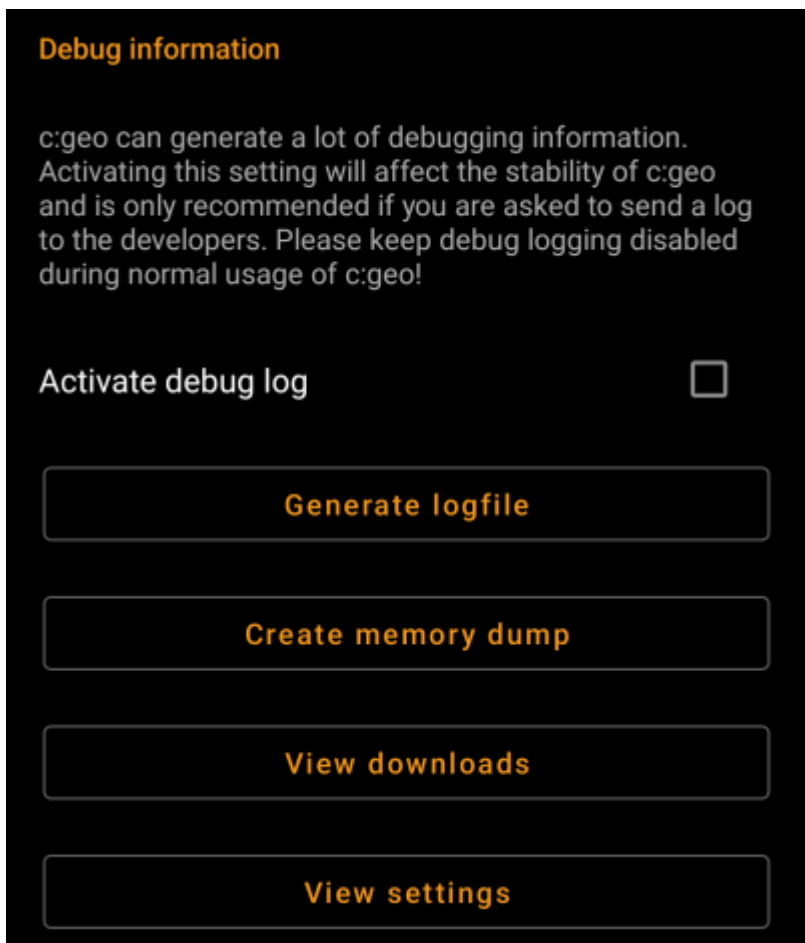 Debug information
c:geo can generate a lot of debugging information.
Activating this setting will affect the stability of c:geo
and is only recommended if you are asked to send a log
to the developers. Please keep debug logging disabled
during normal usage of c:geo!
Activate debug log
Generate logfile
Create memory dump
View downloads
View settings